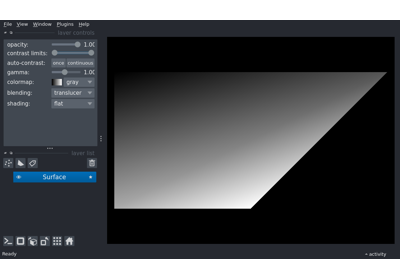 File View Window Plugins Help
layer controls
opacity: 1.00
contrast limits:
auto-contrast: once continuous
gamma: 1.00
colormap: gray
blending: translucent
shading: flat
layer list
Surface
Ready
activity